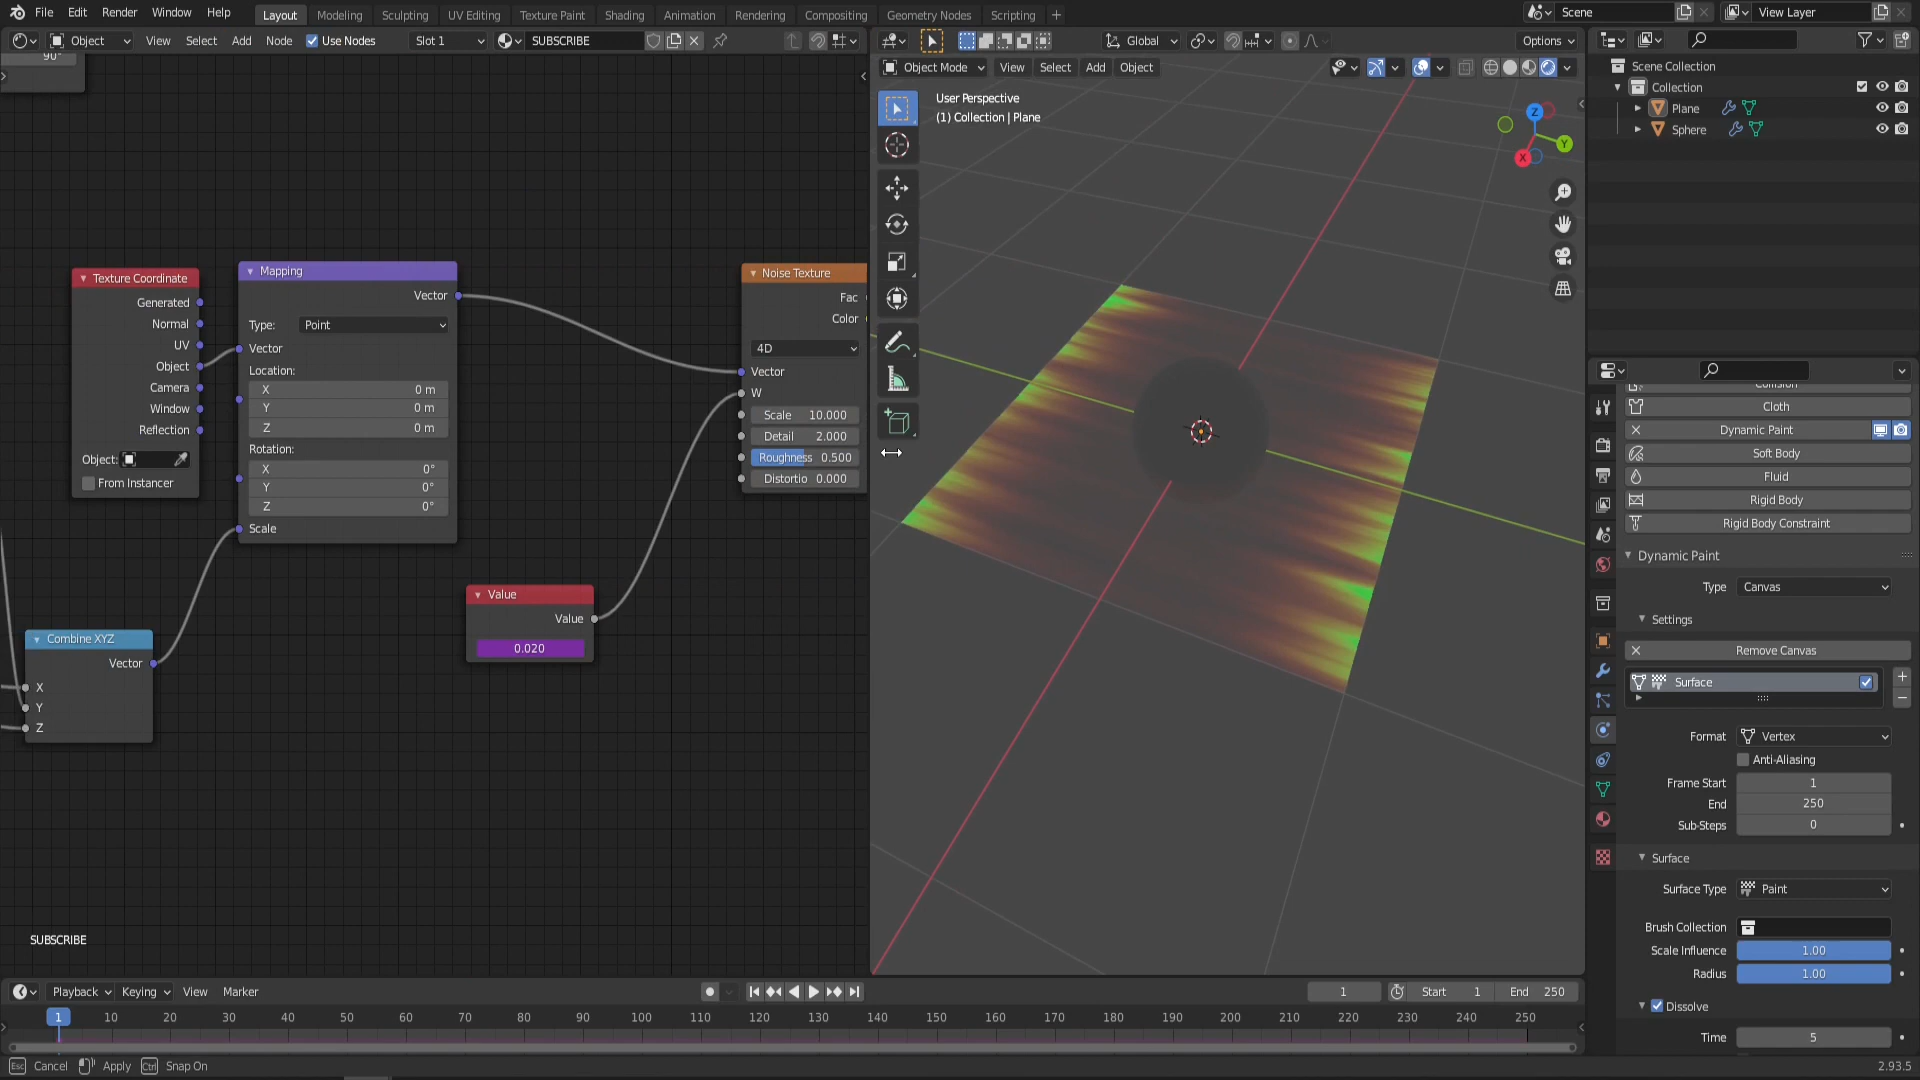 File Edit Render Window Help Layout Modeling Sculpting UV Editing Texture Paint Shading Animation Rendering Compositing Geometry Nodes Scripting + Scene View Layer
Object View Select Add Node Use Nodes Slot 1 SUBSCRIBE Global Options
Object Mode View Select Add Object
90°
User Perspective
(1) Collection | Plane
Z
Y
X
Scene Collection
Collection
Plane
Sphere
Texture Coordinate
Generated
Normal
UV
Object
Camera
Window
Reflection
Object:
From Instancer
Mapping
Vector
Type: Point
Vector
Location:
X 0 m
Y 0 m
Z 0 m
Rotation:
X 0°
Y 0°
Z 0°
Scale
Noise Texture
Fac
Color
4D
Vector
W
Scale 10.000
Detail 2.000
Roughness 0.500
Distortio 0.000
Value
Value
0.020
Combine XYZ
Vector
X
Y
Z
SUBSCRIBE
Collision
Cloth
Dynamic Paint
Soft Body
Fluid
Rigid Body
Rigid Body Constraint
Dynamic Paint
Type Canvas
Settings
Remove Canvas
Surface
Format Vertex
Anti-Aliasing
Frame Start 1
End 250
Sub-Steps 0
Surface
Surface Type Paint
Brush Collection
Scale Influence 1.00
Radius 1.00
Dissolve
Time 5
Playback Keying View Marker 1 Start 1 End 250
1 10 20 30 40 50 60 70 80 90 100 110 120 130 140 150 160 170 180 190 200 210 220 230 240 250
Esc Cancel Apply Ctrl Snap On 2.93.5